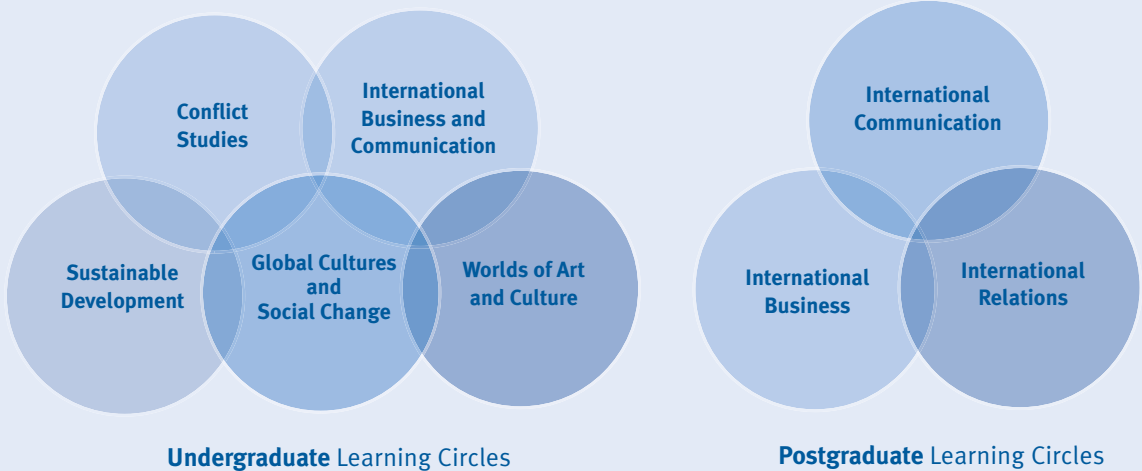 Conflict
Studies
International
Business and
Communication
Sustainable
Development
Global Cultures
and
Social Change
Worlds of Art
and Culture
Undergraduate Learning Circles
International
Communication
International
Business
International
Relations
Postgraduate Learning Circles